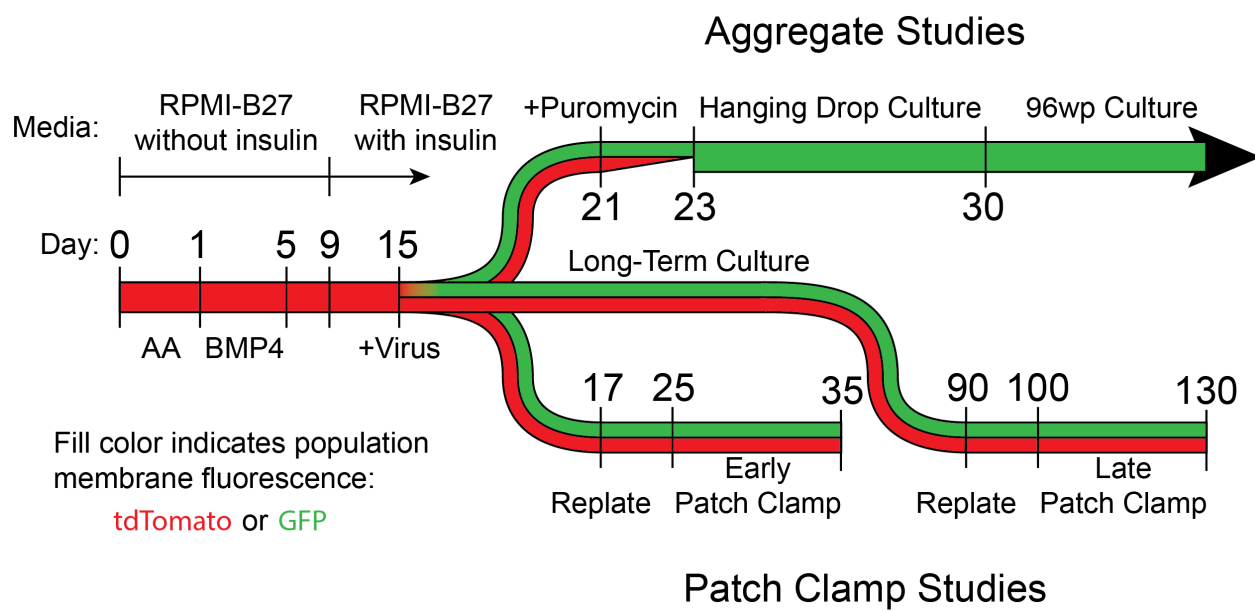 Aggregate Studies
Media:
RPMI-B27
without insulin
RPMI-B27
with insulin
+Puromycin
Hanging Drop Culture
96wp Culture
21
23
30
Day:
0
1
5
9
15
Long-Term Culture
AA
BMP4
+Virus
17
25
35
90
100
130
Fill color indicates population
membrane fluorescence:
tdTomato or GFP
Replate
Early
Patch Clamp
Replate
Late
Patch Clamp
Patch Clamp Studies